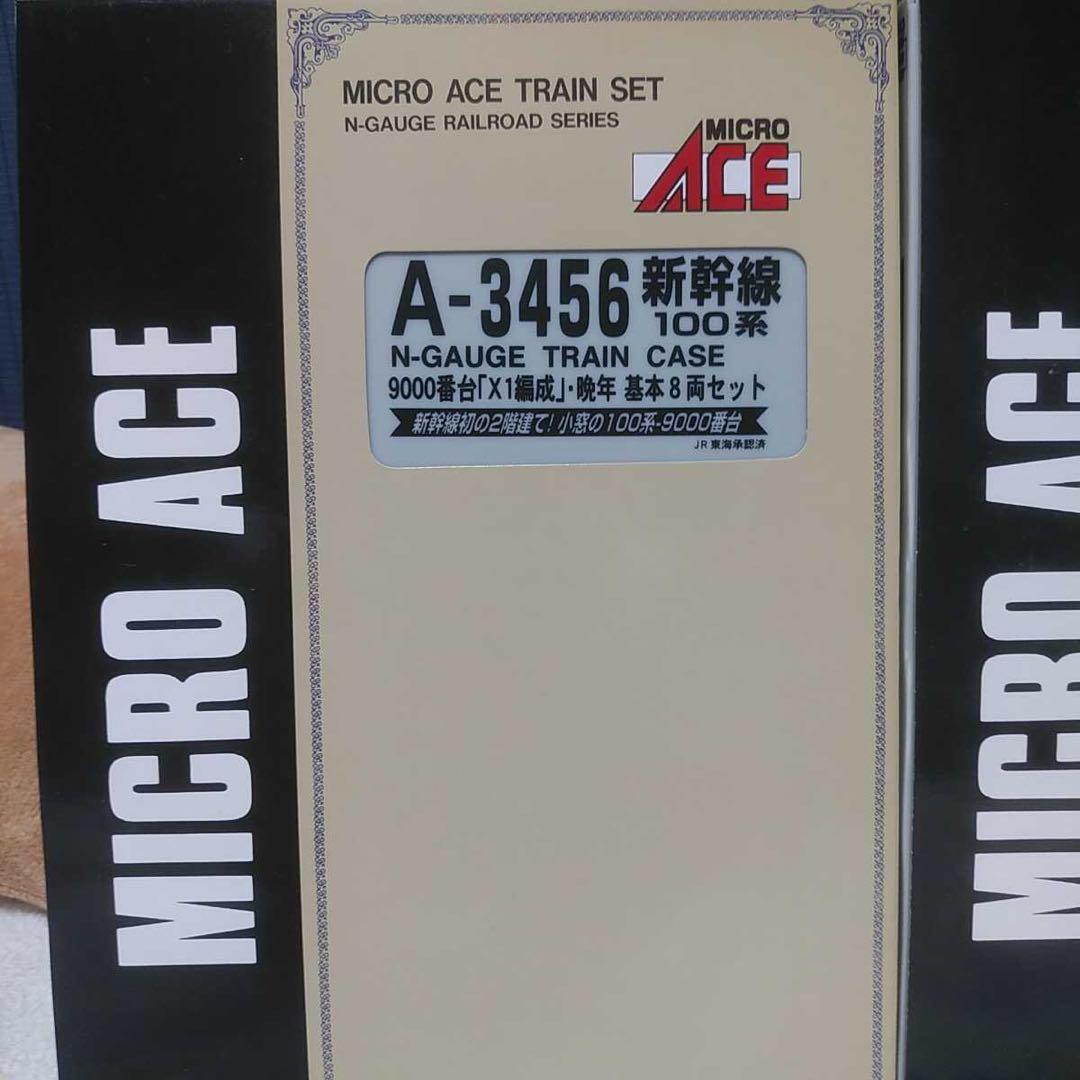 MICRO ACE TRAIN SET
N-GAUGE RAILROAD SERIES
MICRO
ACE
A-3456 新幹線
100系
N-GAUGE TRAIN CASE
9000番台「X1編成」・晩年 基本8両セット
新幹線初の2階建て!小窓の100系-9000番台
JR東海承認済
MICRO ACE
MICRO ACE